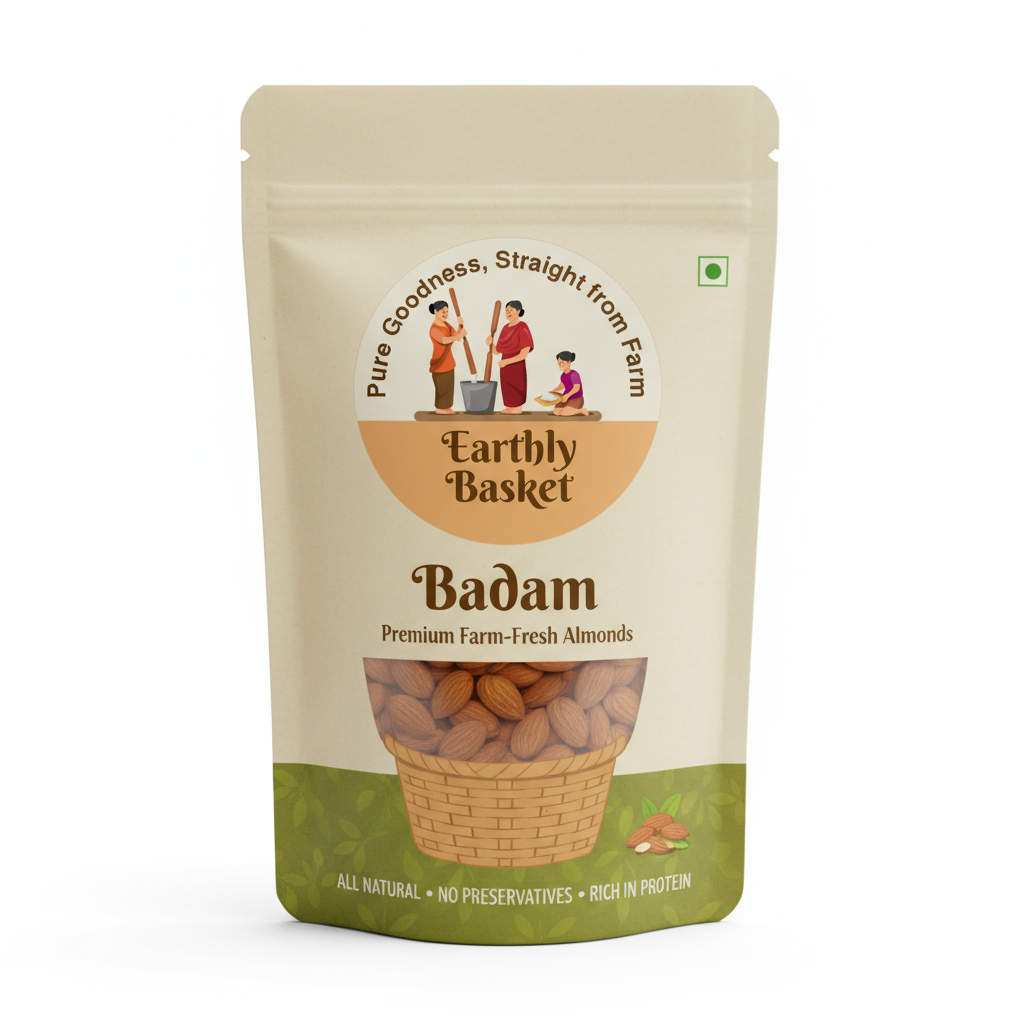 Pure Goodness, Straight from Farm
Earthly
Basket
Badam
Premium Farm-Fresh Almonds
ALL NATURAL • NO PRESERVATIVES • RICH IN PROTEIN